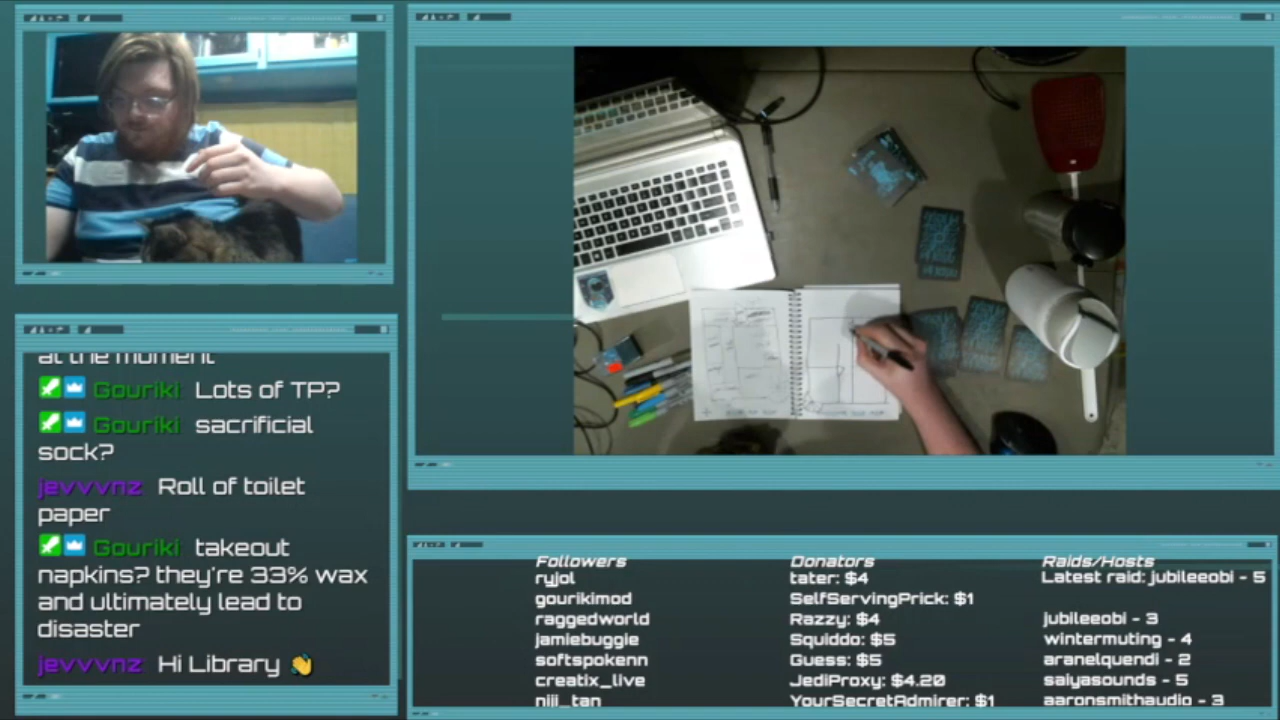 at the moment
Gouriki Lots of TP?
Gouriki sacrificial
sock?
jevvvnz Roll of toilet
paper
Gouriki takeout
napkins? they're 33% wax
and ultimately lead to
disaster
jevvvnz Hi Library 👋
Followers
ryjol
gourikimod
raggedworld
jamiebuggie
softspokenn
creatix_live
niji_tan
Donators
tater: $4
SelfServingPrick: $1
Razzy: $4
Squiddo: $5
Guess: $5
JediProxy: $4.20
YourSecretAdmirer: $1
Raids/Hosts
Latest raid: jubileeobi - 5
jubileeobi - 3
wintermuting - 4
aranelquendi - 2
saiyasounds - 5
aaronsmithaudio - 3